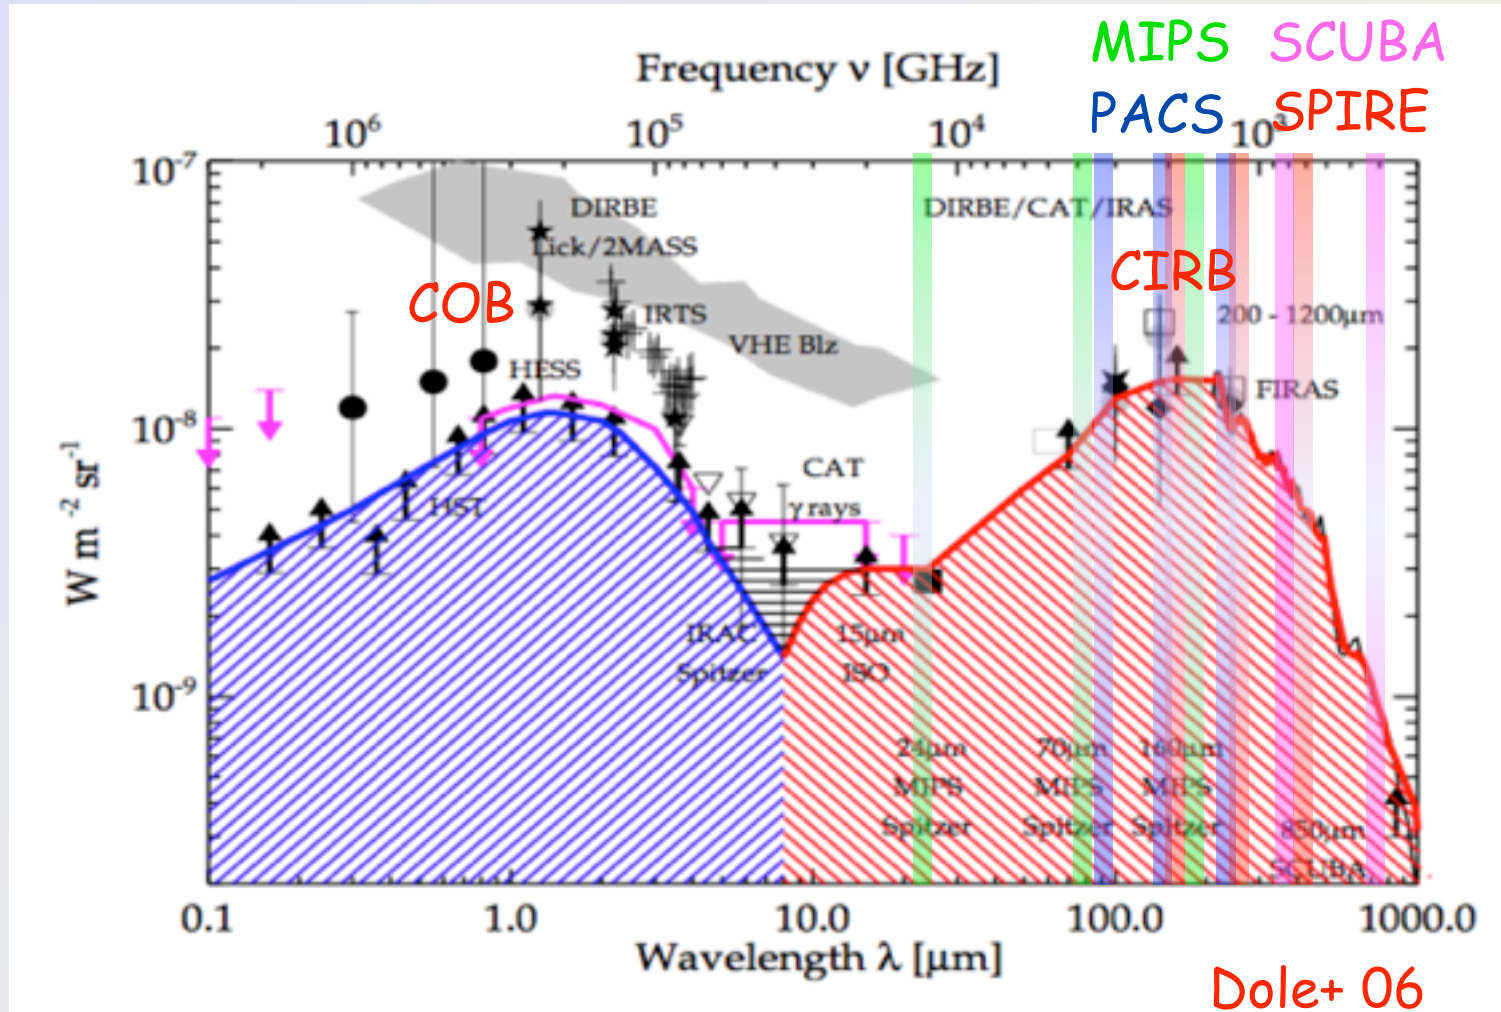 MIPS SCUBA
Frequency ν [GHz]
PACS SPIRE
10⁶ 10⁵ 10⁴ 10³
10⁻⁷
DIRBE
DIRBE/CAT/IRAS
Lick/2MASS
CIRB
COB
IRTS
200 - 1200μm
VHE Blz
HESS
FIRAS
10⁻⁸
CAT
γ rays
HST
W m⁻² sr⁻¹
IRAC
Spitzer
15μm
ISO
10⁻⁹
24μm
MIPS
Spitzer
70μm
MIPS
Spitzer
160μm
MIPS
Spitzer
850μm
SCUBA
0.1 1.0 10.0 100.0 1000.0
Wavelength λ [μm]
Dole+ 06